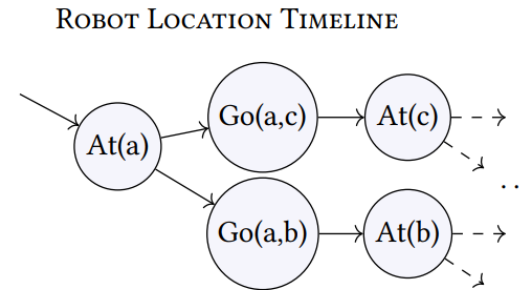 ROBOT LOCATION TIMELINE
Go(a,c)
At(c)
At(a)
Go(a,b)
At(b)
. .